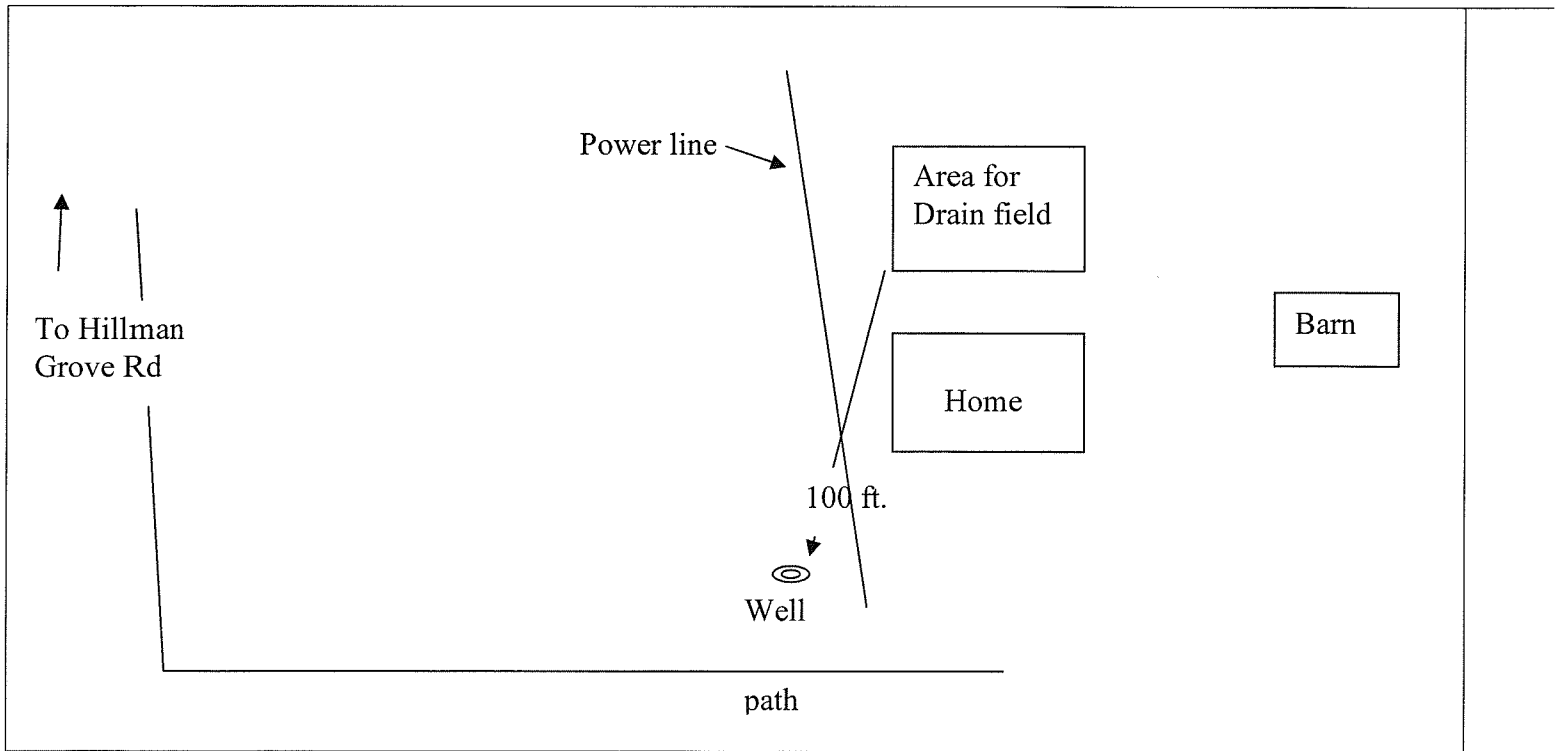 Power line
Area for
Drain field
To Hillman
Grove Rd
Barn
Home
100 ft.
Well
path